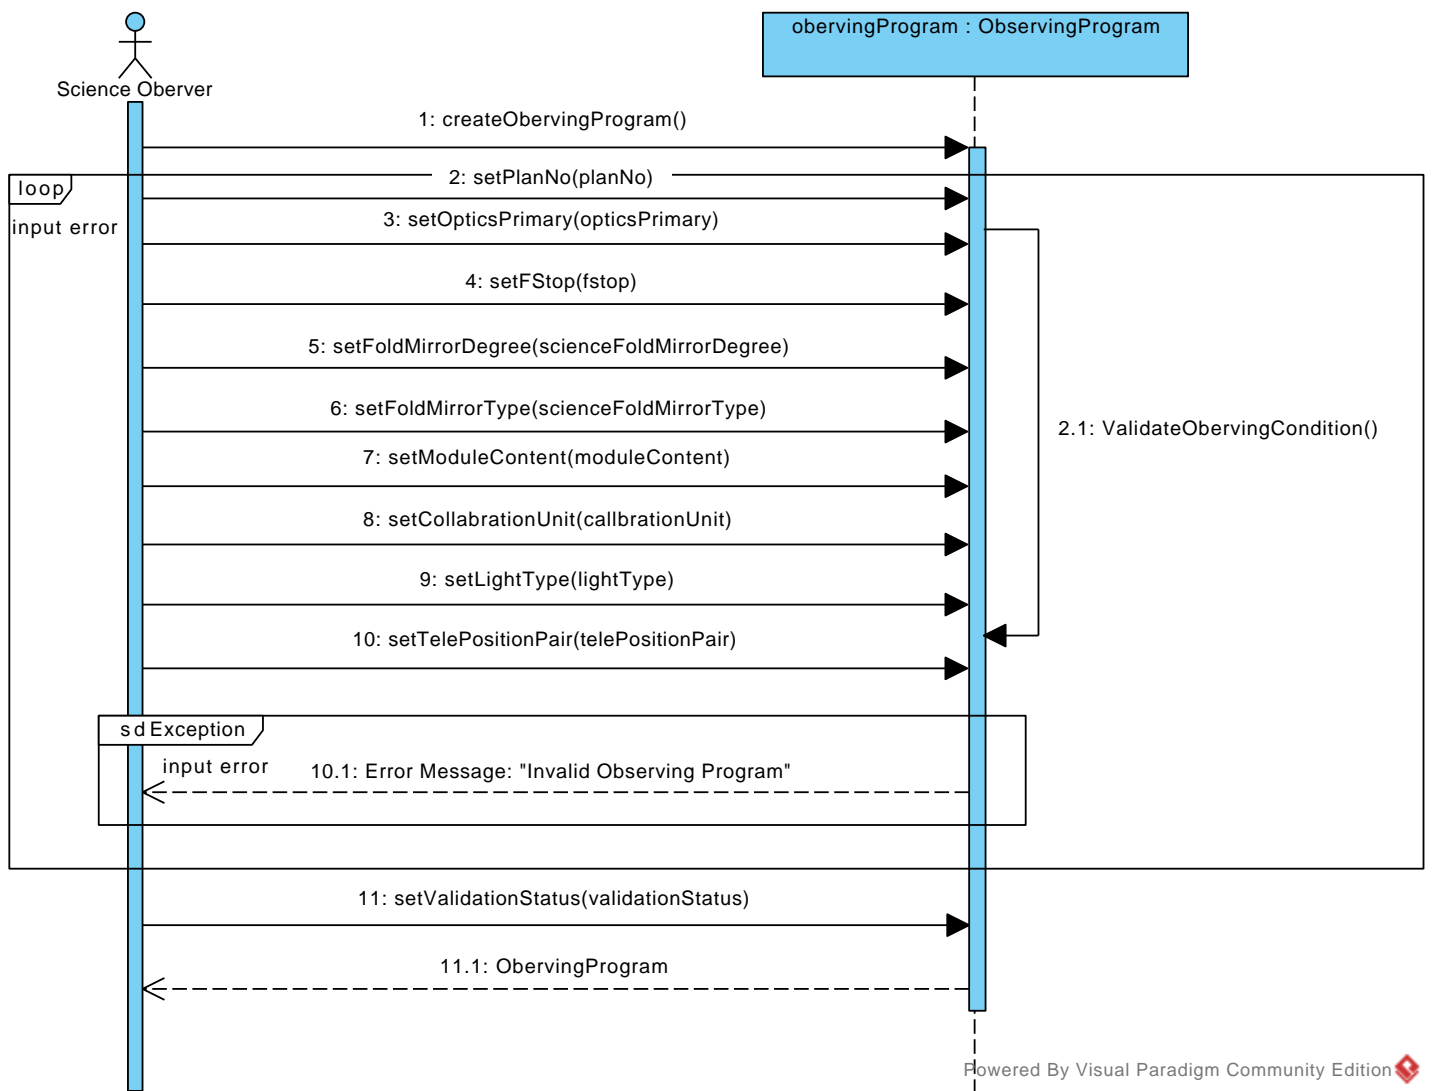 obervingProgram : ObservingProgram
Science Oberver
1: createObervingProgram()
2: setPlanNo(planNo)
loop
input error
3: setOpticsPrimary(opticsPrimary)
4: setFStop(fstop)
5: setFoldMirrorDegree(scienceFoldMirrorDegree)
6: setFoldMirrorType(scienceFoldMirrorType)
2.1: ValidateObervingCondition()
7: setModuleContent(moduleContent)
8: setCollabrationUnit(callbrationUnit)
9: setLightType(lightType)
10: setTelePositionPair(telePositionPair)
sd Exception
input error
10.1: Error Message: "Invalid Observing Program"
11: setValidationStatus(validationStatus)
11.1: ObervingProgram
Powered By Visual Paradigm Community Edition